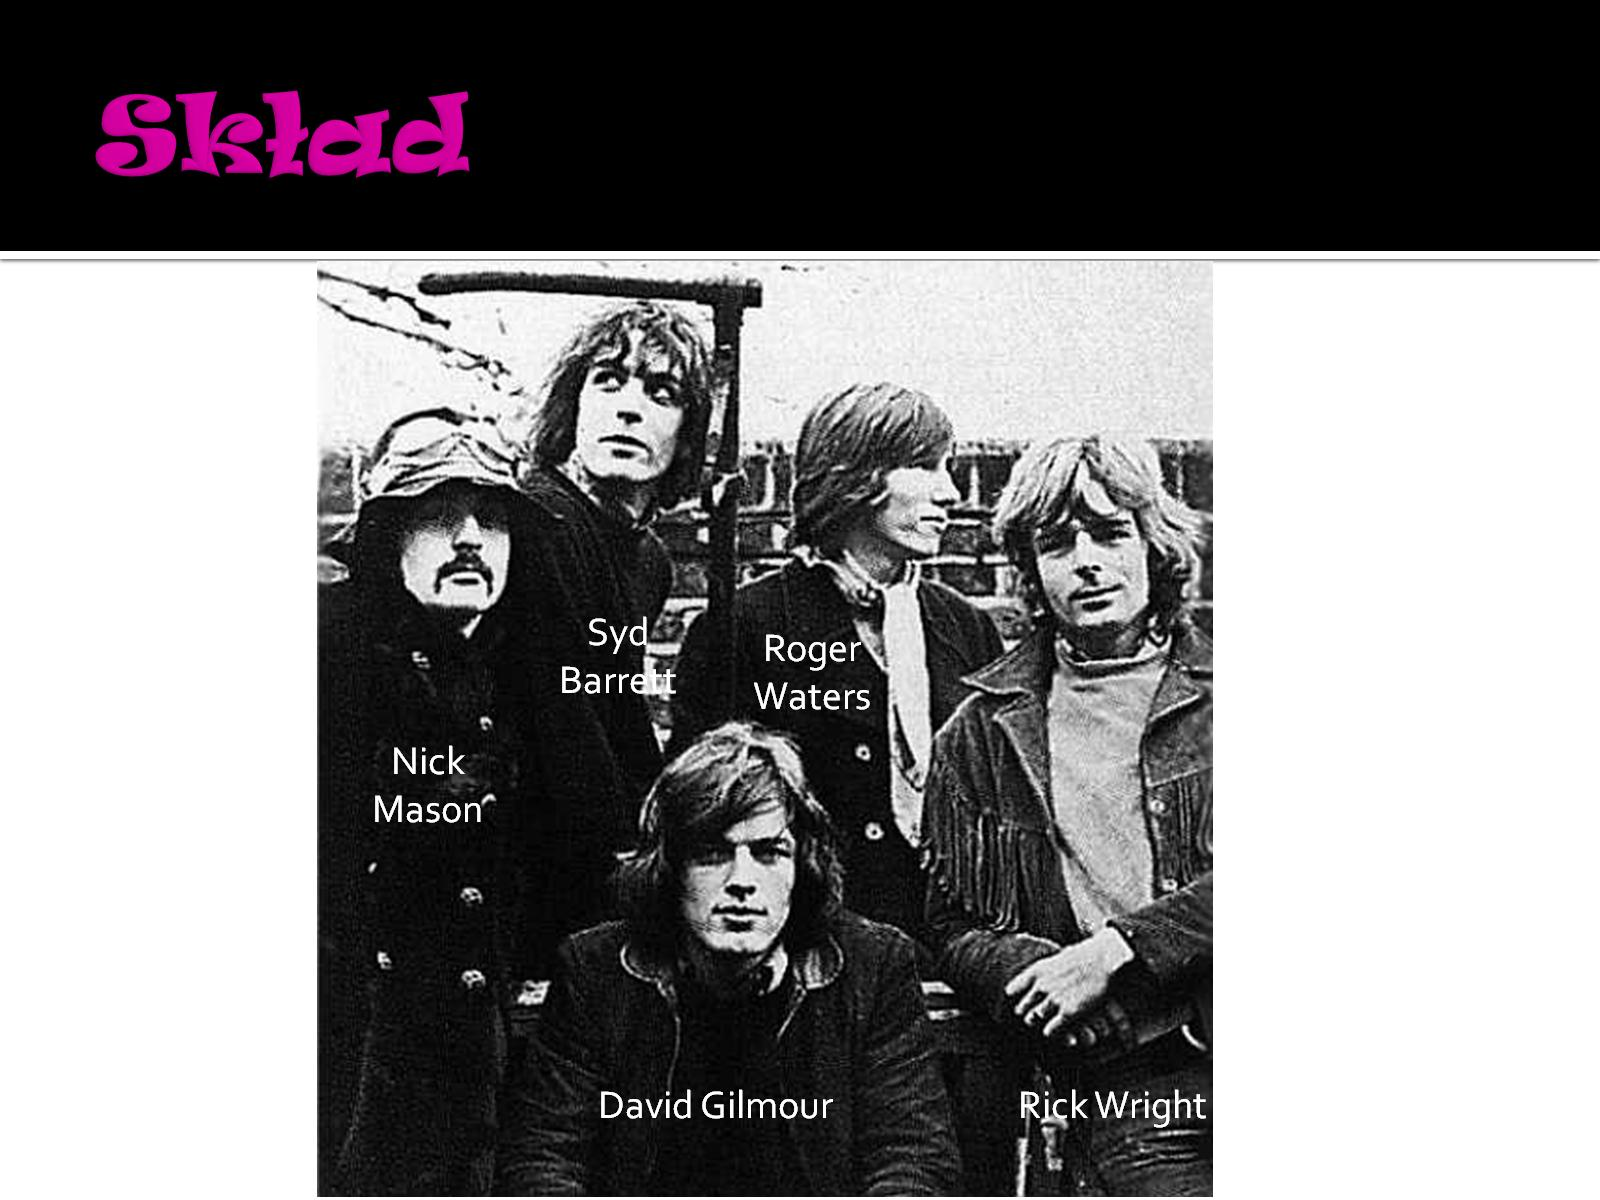 Skład
Syd
Barrett
Roger
Waters
Nick
Mason
David Gilmour
Rick Wright